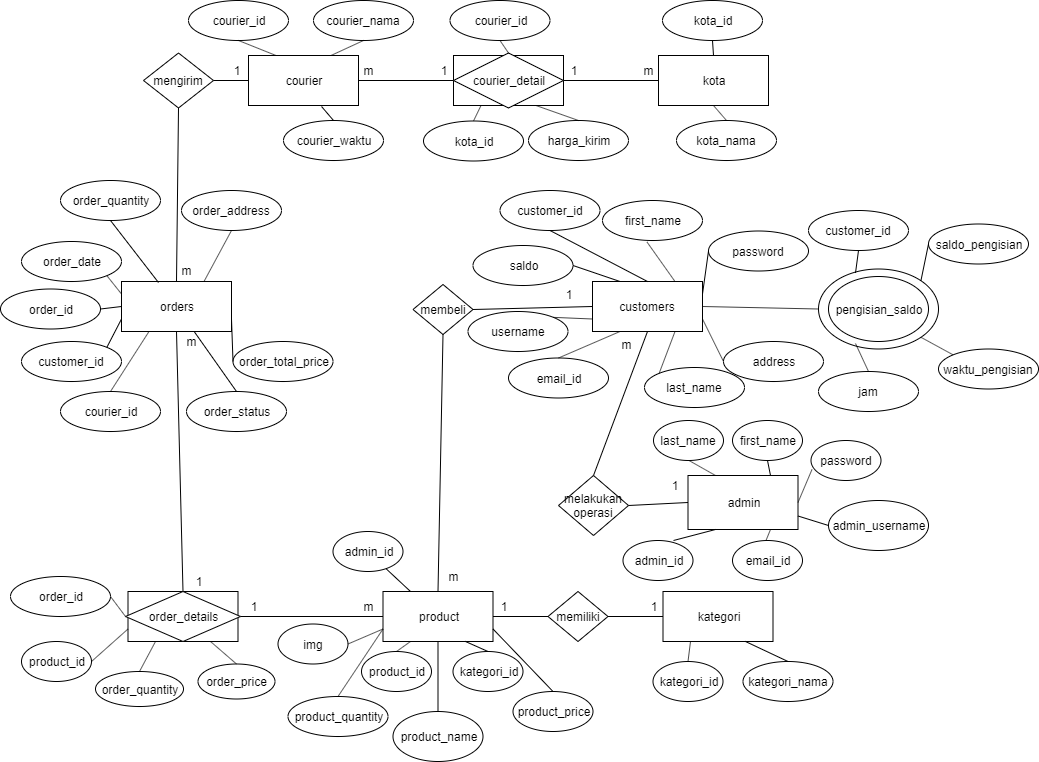 courier_id
courier_nama
courier_id
kota_id
mengirim
1
courier
m
1
courier_detail
1
m
kota
courier_waktu
kota_id
harga_kirim
kota_nama
order_quantity
order_address
customer_id
first_name
customer_id
saldo_pengisian
order_date
saldo
password
m
order_id
orders
membeli
1
customers
pengisian_saldo
username
m
m
customer_id
order_total_price
address
waktu_pengisian
email_id
last_name
jam
courier_id
order_status
last_name
first_name
password
1
melakukan
operasi
admin
admin_username
admin_id
admin_id
email_id
1
m
order_id
order_details
1
m
product
1
memiliki
1
kategori
img
product_id
product_id
kategori_id
order_quantity
order_price
kategori_id
kategori_nama
product_quantity
product_price
product_name